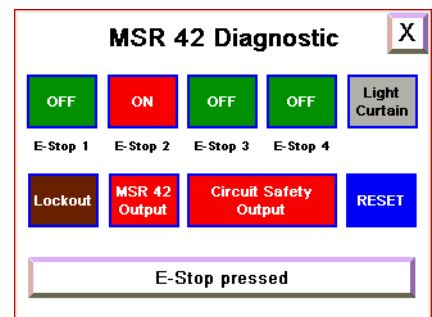 MSR 42 Diagnostic
X
OFF
ON
OFF
OFF
Light
Curtain
E-Stop 1
E-Stop 2
E-Stop 3
E-Stop 4
Lockout
MSR 42
Output
Circuit Safety
Output
RESET
E-Stop pressed